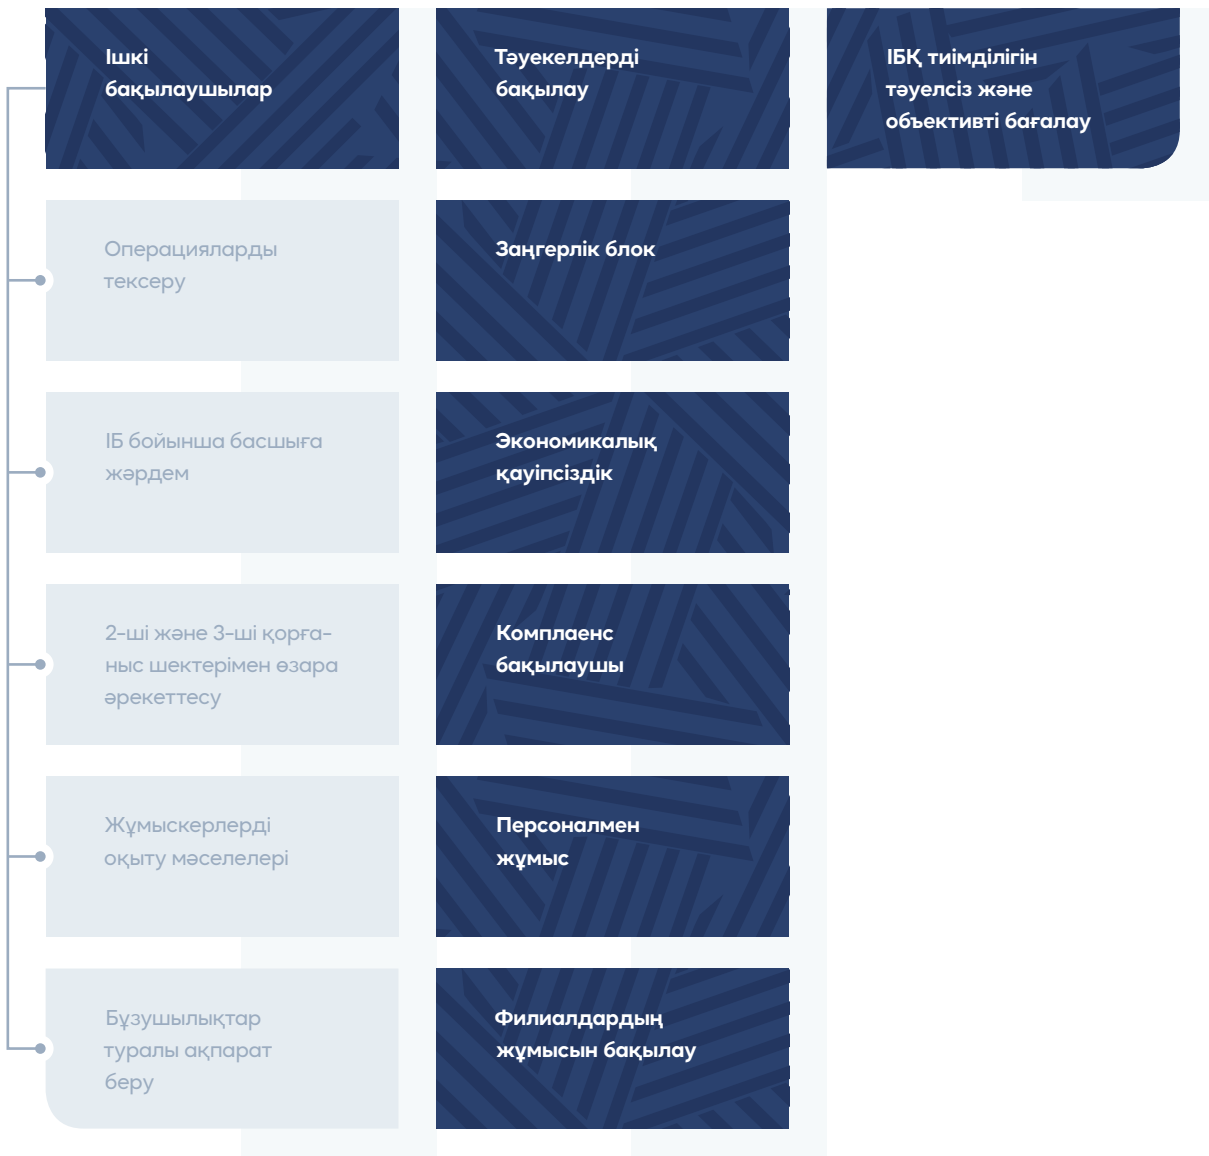 Ішкі
бақылаушылар
Тәуекелдерді
бақылау
ІБҚ тиімділігін
тәуелсіз және
объективті бағалау
Операцияларды
тексеру
Заңгерлік блок
ІБ бойынша басшыға
жәрдем
Экономикалық
қауіпсіздік
2-ші және 3-ші қорға-
ныс шектерімен өзара
әрекеттесу
Комплаенс
бақылаушы
Жұмыскерлерді
оқыту мәселелері
Персоналмен
жұмыс
Бұзушылықтар
туралы ақпарат
беру
Филиалдардың
жұмысын бақылау